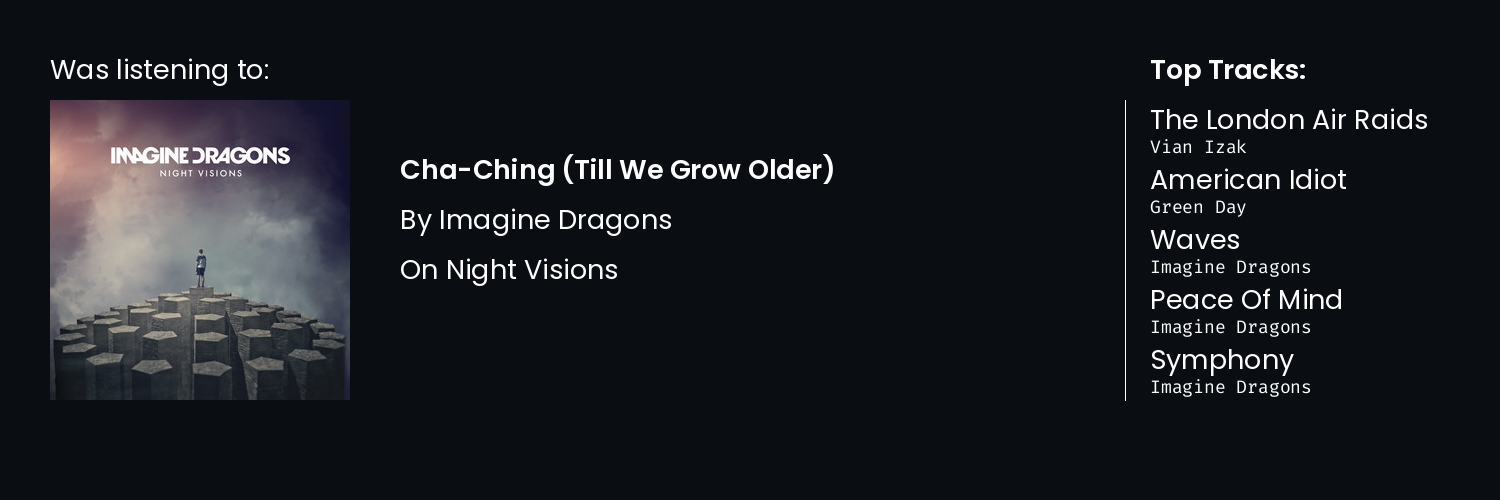 Was listening to:
IMAGINE DRAGONS
NIGHT VISIONS
Cha-Ching (Till We Grow Older)
By Imagine Dragons
On Night Visions
Top Tracks:
The London Air Raids
Vian Izak
American Idiot
Green Day
Waves
Imagine Dragons
Peace Of Mind
Imagine Dragons
Symphony
Imagine Dragons